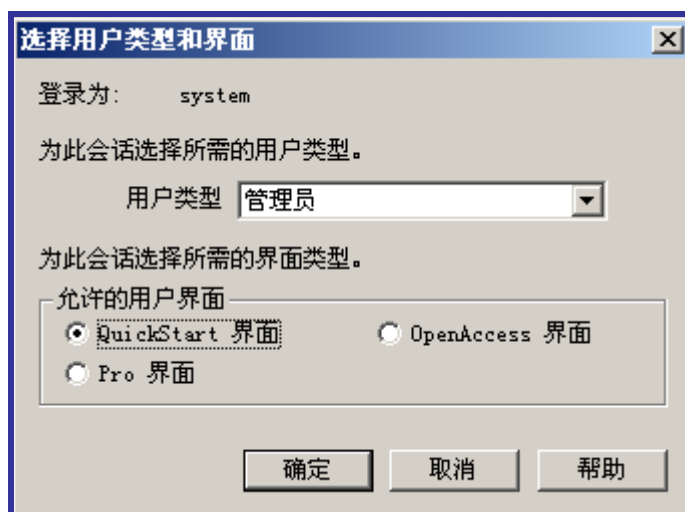 选择用户类型和界面
登录为: system
为此会话选择所需的用户类型。
用户类型 管理员
为此会话选择所需的界面类型。
允许的用户界面
QuickStart 界面 OpenAccess 界面
Pro 界面
确定 取消 帮助